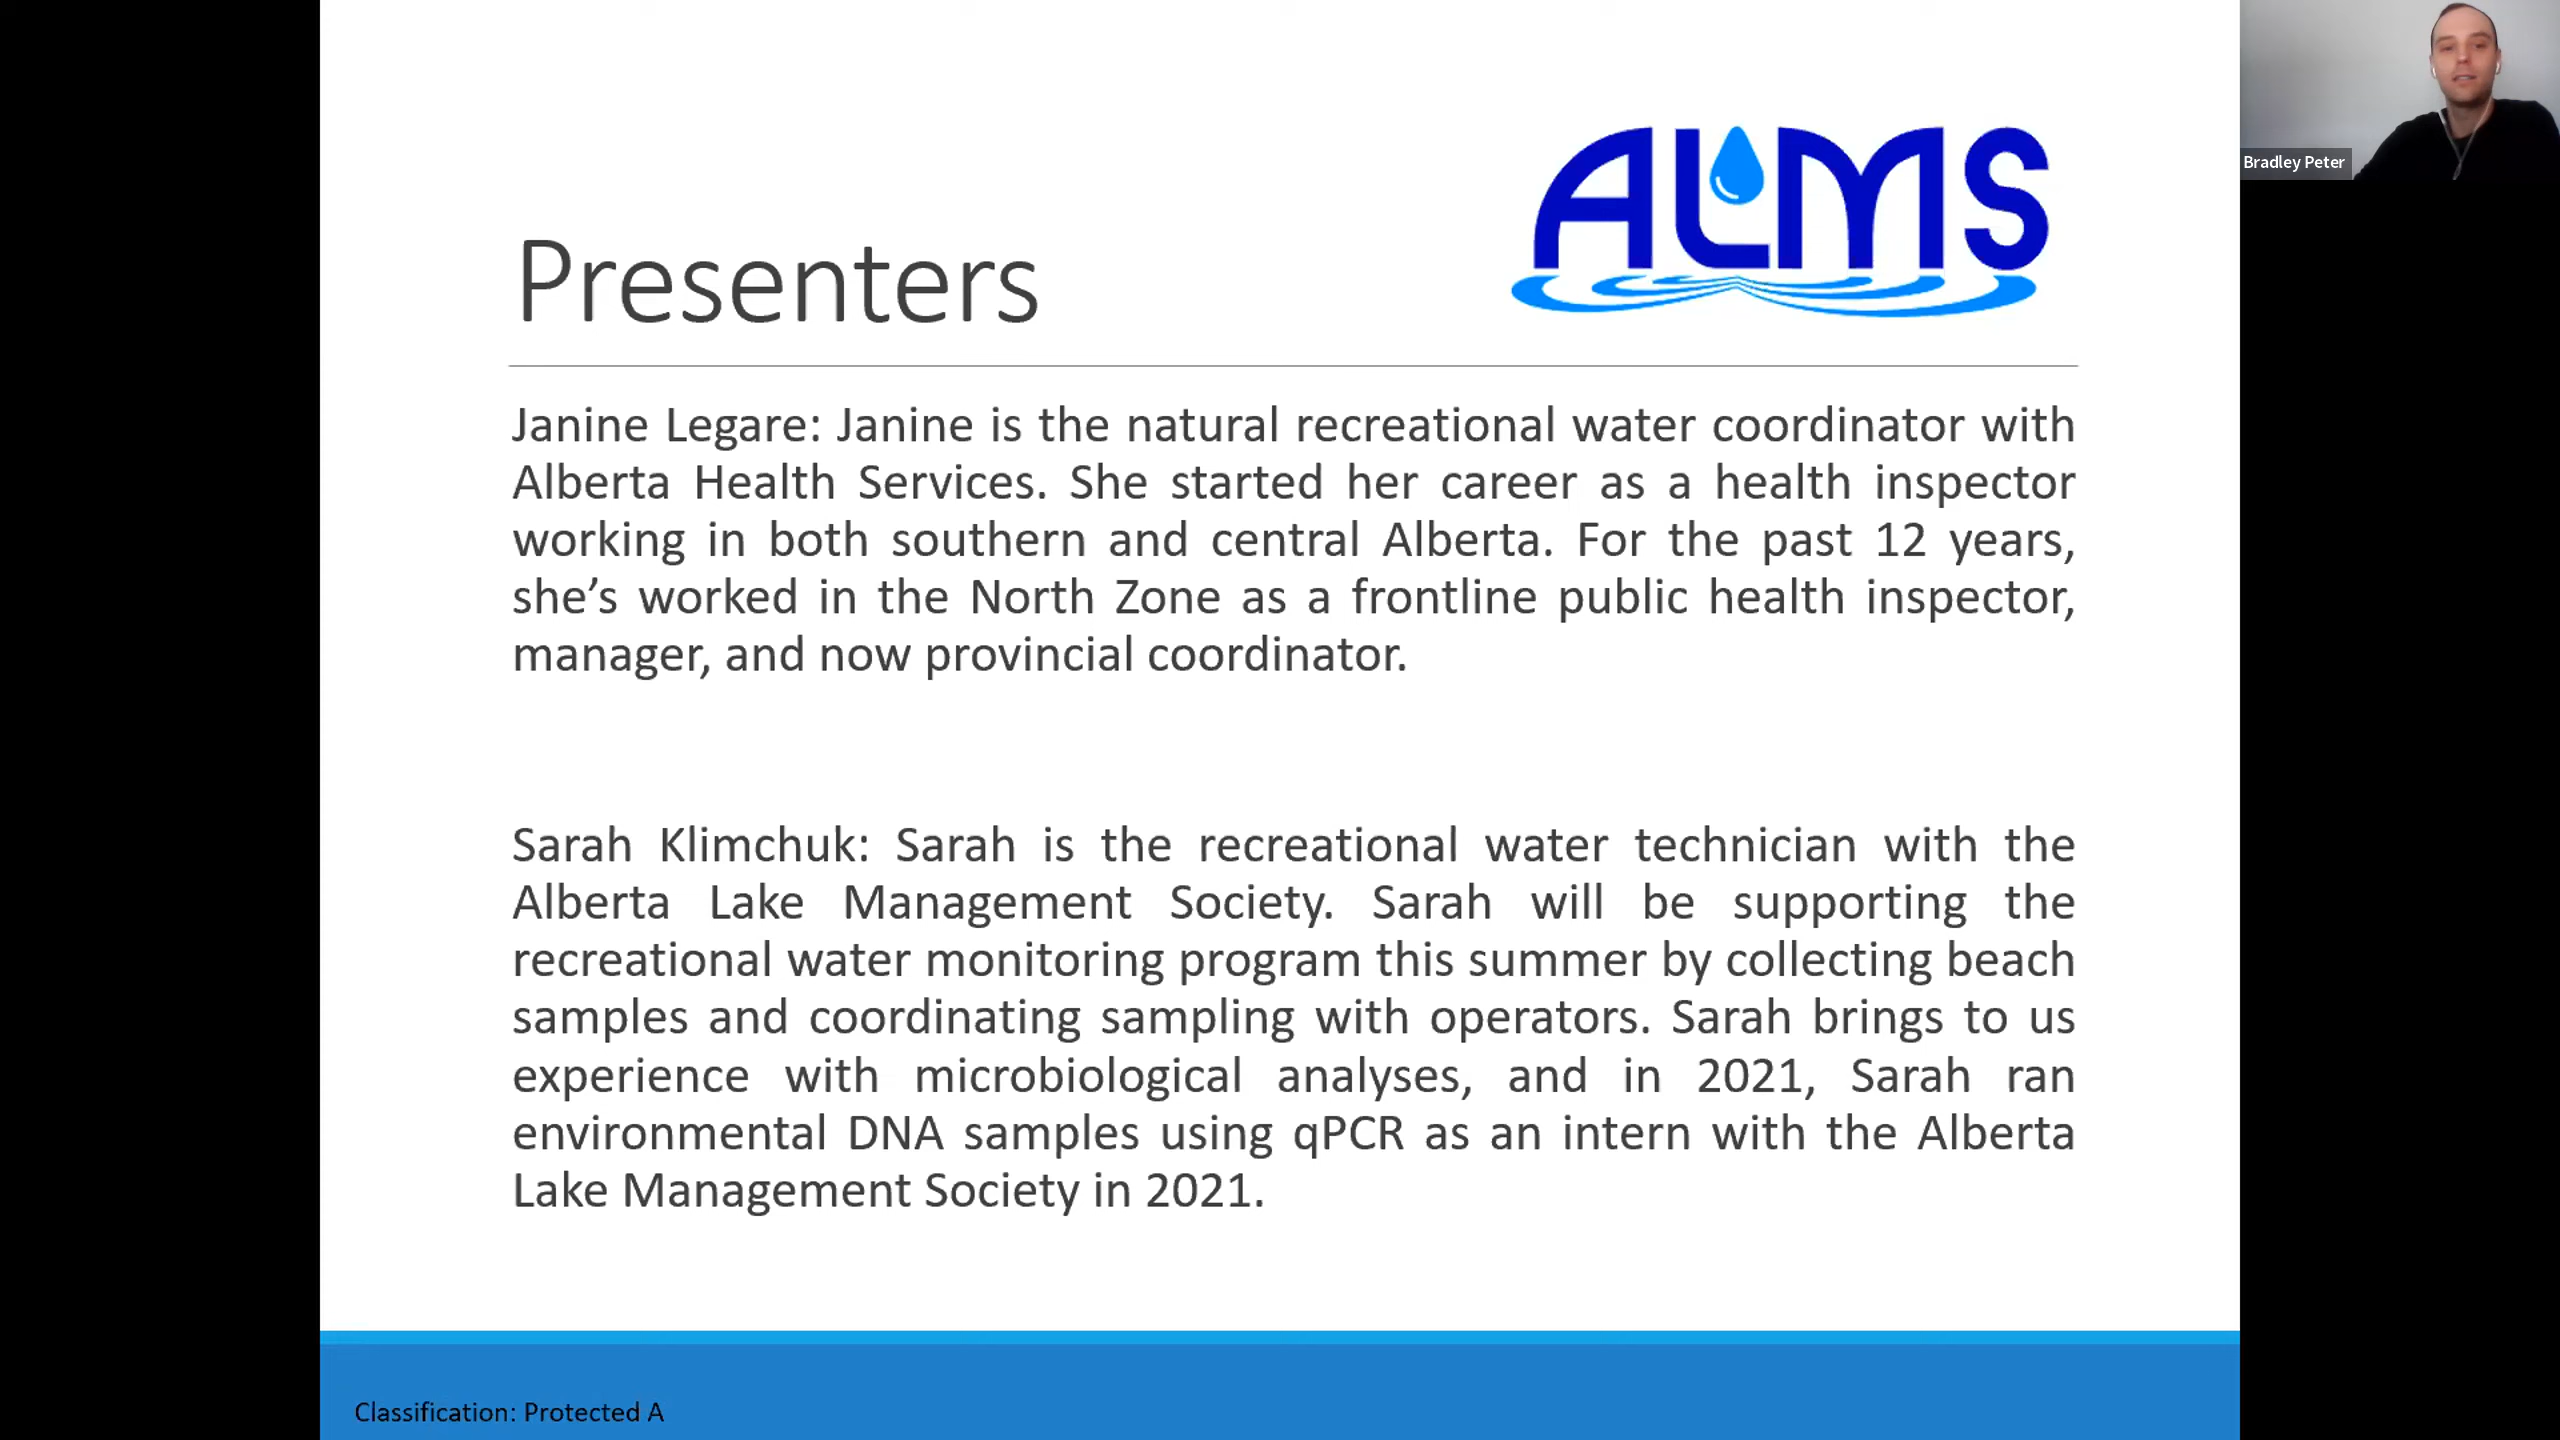 ALMS
Bradley Peter
Presenters
Janine Legare: Janine is the natural recreational water coordinator with
Alberta Health Services. She started her career as a health inspector
working in both southern and central Alberta. For the past 12 years,
she’s worked in the North Zone as a frontline public health inspector,
manager, and now provincial coordinator.
Sarah Klimchuk: Sarah is the recreational water technician with the
Alberta Lake Management Society. Sarah will be supporting the
recreational water monitoring program this summer by collecting beach
samples and coordinating sampling with operators. Sarah brings to us
experience with microbiological analyses, and in 2021, Sarah ran
environmental DNA samples using qPCR as an intern with the Alberta
Lake Management Society in 2021.
Classification: Protected A